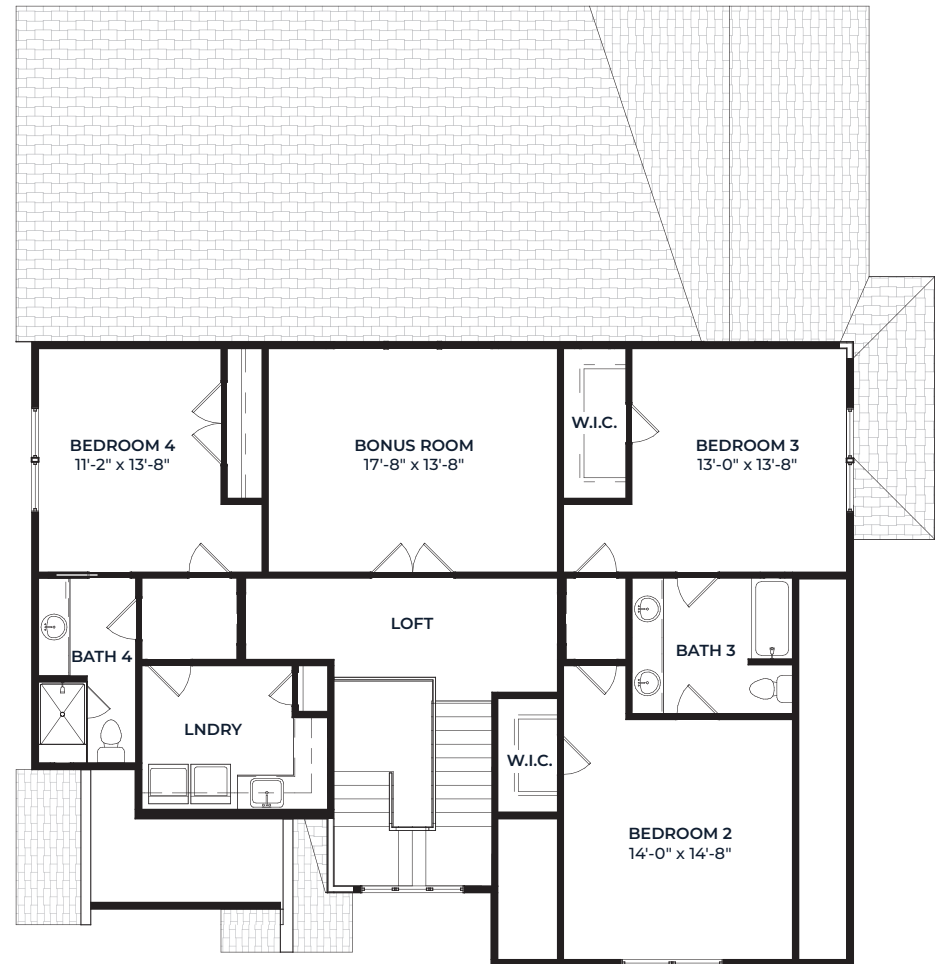 BEDROOM 4
11'-2" x 13'-8"
BONUS ROOM
17'-8" x 13'-8"
W.I.C.
BEDROOM 3
13'-0" x 13'-8"
LOFT
BATH 4
BATH 3
LNDRY
W.I.C.
BEDROOM 2
14'-0" x 14'-8"